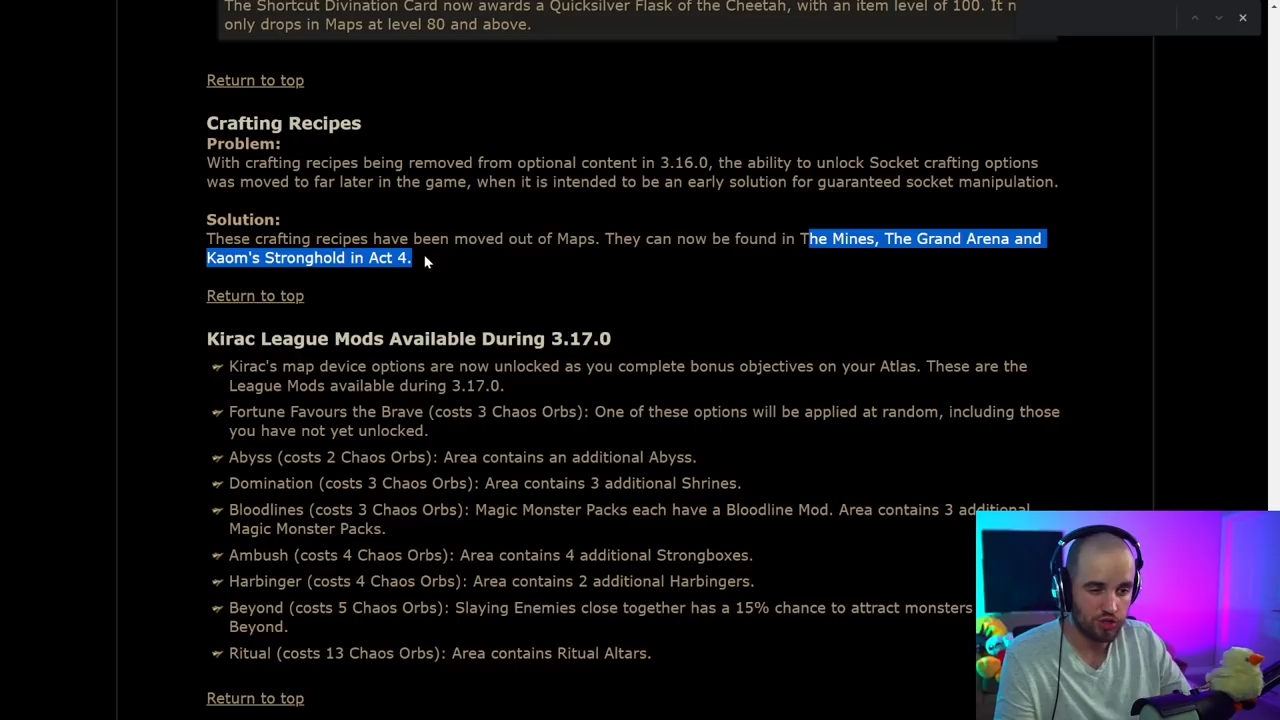 The Shortcut Divination Card now awards a Quicksilver Flask of the Cheetah, with an item level of 100. It n
only drops in Maps at level 80 and above.
Return to top
Crafting Recipes
Problem:
With crafting recipes being removed from optional content in 3.16.0, the ability to unlock Socket crafting options
was moved to far later in the game, when it is intended to be an early solution for guaranteed socket manipulation.
Solution:
These crafting recipes have been moved out of Maps. They can now be found in The Mines, The Grand Arena and
Kaom's Stronghold in Act 4.
Return to top
Kirac League Mods Available During 3.17.0
Kirac's map device options are now unlocked as you complete bonus objectives on your Atlas. These are the
League Mods available during 3.17.0.
Fortune Favours the Brave (costs 3 Chaos Orbs): One of these options will be applied at random, including those
you have not yet unlocked.
Abyss (costs 2 Chaos Orbs): Area contains an additional Abyss.
Domination (costs 3 Chaos Orbs): Area contains 3 additional Shrines.
Bloodlines (costs 3 Chaos Orbs): Magic Monster Packs each have a Bloodline Mod. Area contains 3 additional
Magic Monster Packs.
Ambush (costs 4 Chaos Orbs): Area contains 4 additional Strongboxes.
Harbinger (costs 4 Chaos Orbs): Area contains 2 additional Harbingers.
Beyond (costs 5 Chaos Orbs): Slaying Enemies close together has a 15% chance to attract monsters
Beyond.
Ritual (costs 13 Chaos Orbs): Area contains Ritual Altars.
Return to top